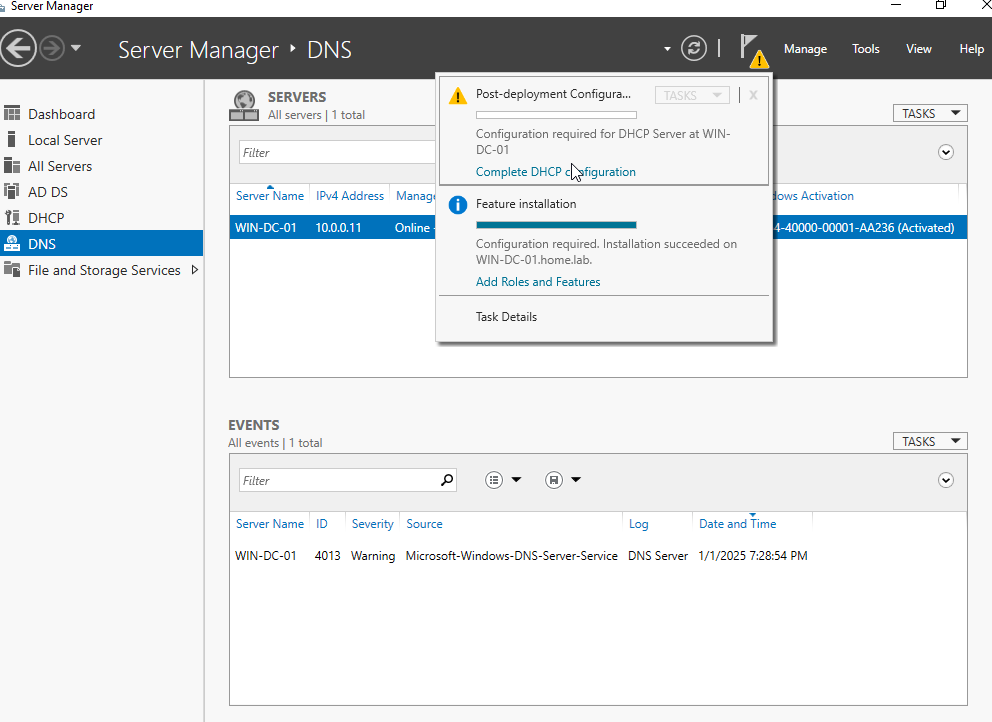 Server Manager
Server Manager ‣ DNS
Manage Tools View Help
Dashboard
Local Server
All Servers
AD DS
DHCP
DNS
File and Storage Services
SERVERS
All servers | 1 total
TASKS
Filter
Server Name IPv4 Address Manag dows Activation
WIN-DC-01 10.0.0.11 Online - 4-40000-00001-AA236 (Activated)
Post-deployment Configura...
TASKS
X
Configuration required for DHCP Server at WIN-
DC-01
Complete DHCP configuration
Feature installation
Configuration required. Installation succeeded on
WIN-DC-01.home.lab.
Add Roles and Features
Task Details
EVENTS
All events | 1 total
TASKS
Filter
Server Name ID Severity Source Log Date and Time
WIN-DC-01 4013 Warning Microsoft-Windows-DNS-Server-Service DNS Server 1/1/2025 7:28:54 PM